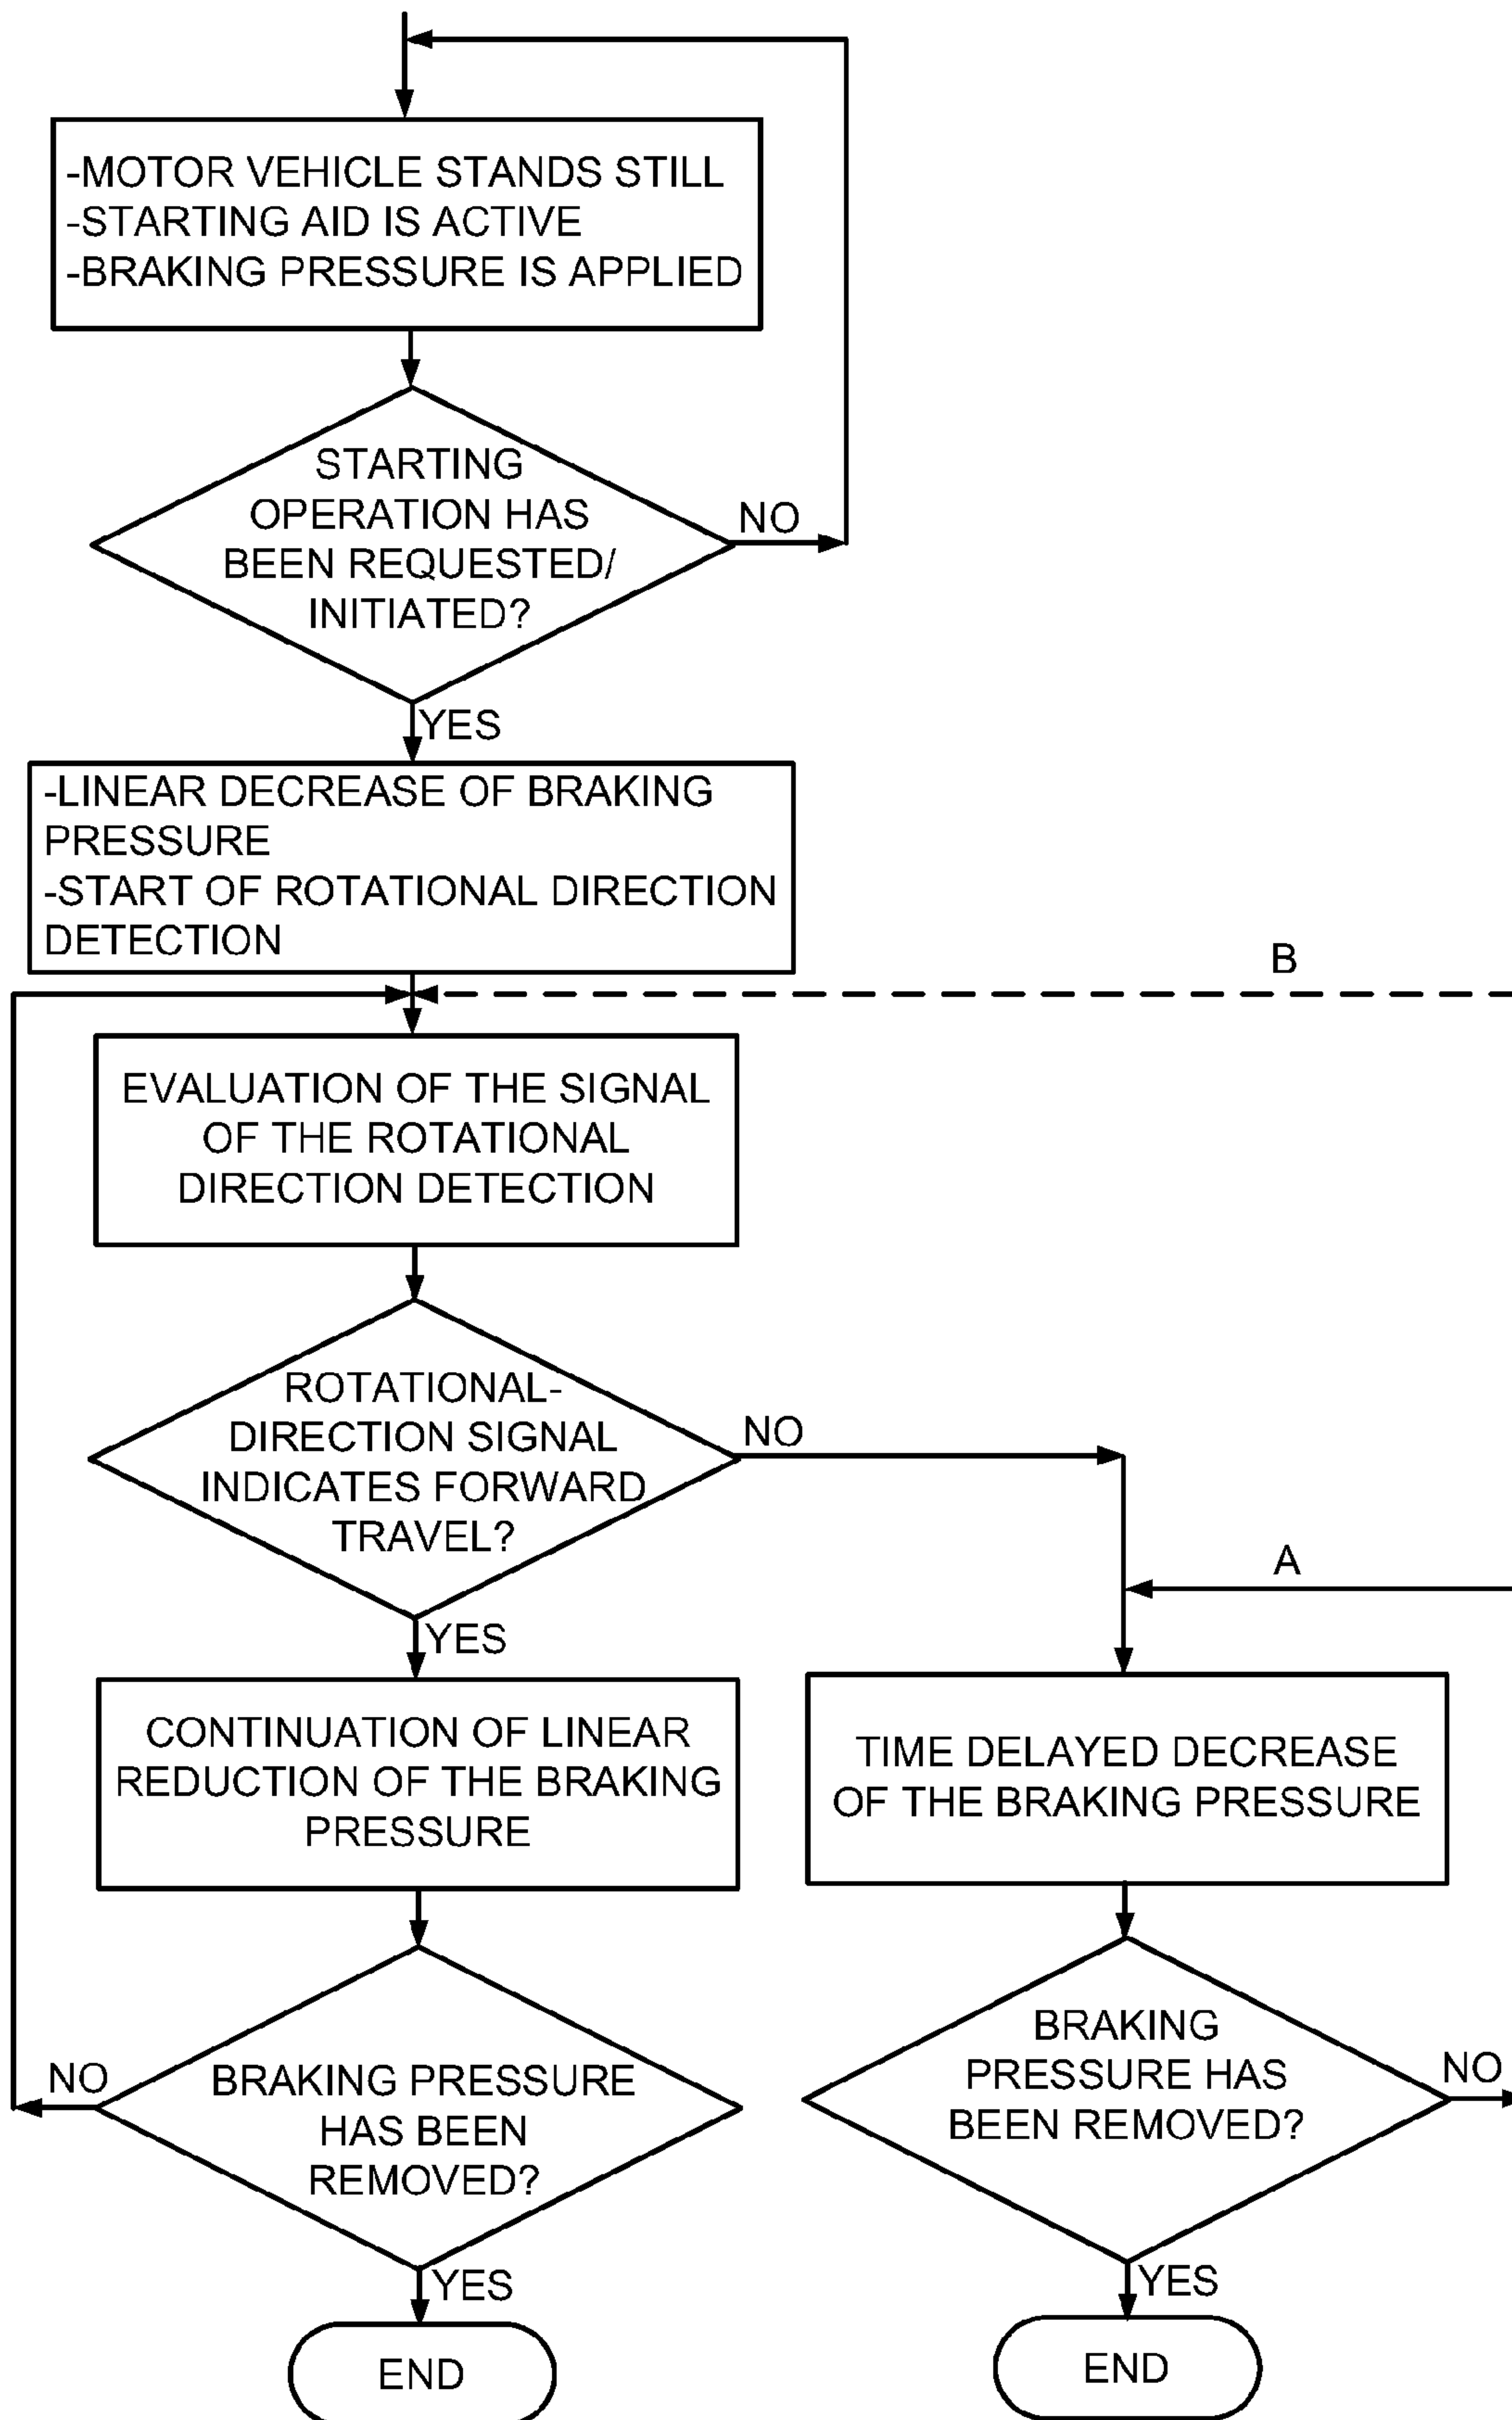 -MOTOR VEHICLE STANDS STILL
-STARTING AID IS ACTIVE
-BRAKING PRESSURE IS APPLIED
STARTING
OPERATION HAS
BEEN REQUESTED/
INITIATED?
NO
YES
-LINEAR DECREASE OF BRAKING
PRESSURE
-START OF ROTATIONAL DIRECTION
DETECTION
B
EVALUATION OF THE SIGNAL
OF THE ROTATIONAL
DIRECTION DETECTION
ROTATIONAL-
DIRECTION SIGNAL
INDICATES FORWARD
TRAVEL?
NO
A
YES
CONTINUATION OF LINEAR
REDUCTION OF THE BRAKING
PRESSURE
TIME DELAYED DECREASE
OF THE BRAKING PRESSURE
NO
BRAKING PRESSURE
HAS BEEN
REMOVED?
BRAKING
PRESSURE HAS
BEEN REMOVED?
NO
YES
YES
END
END